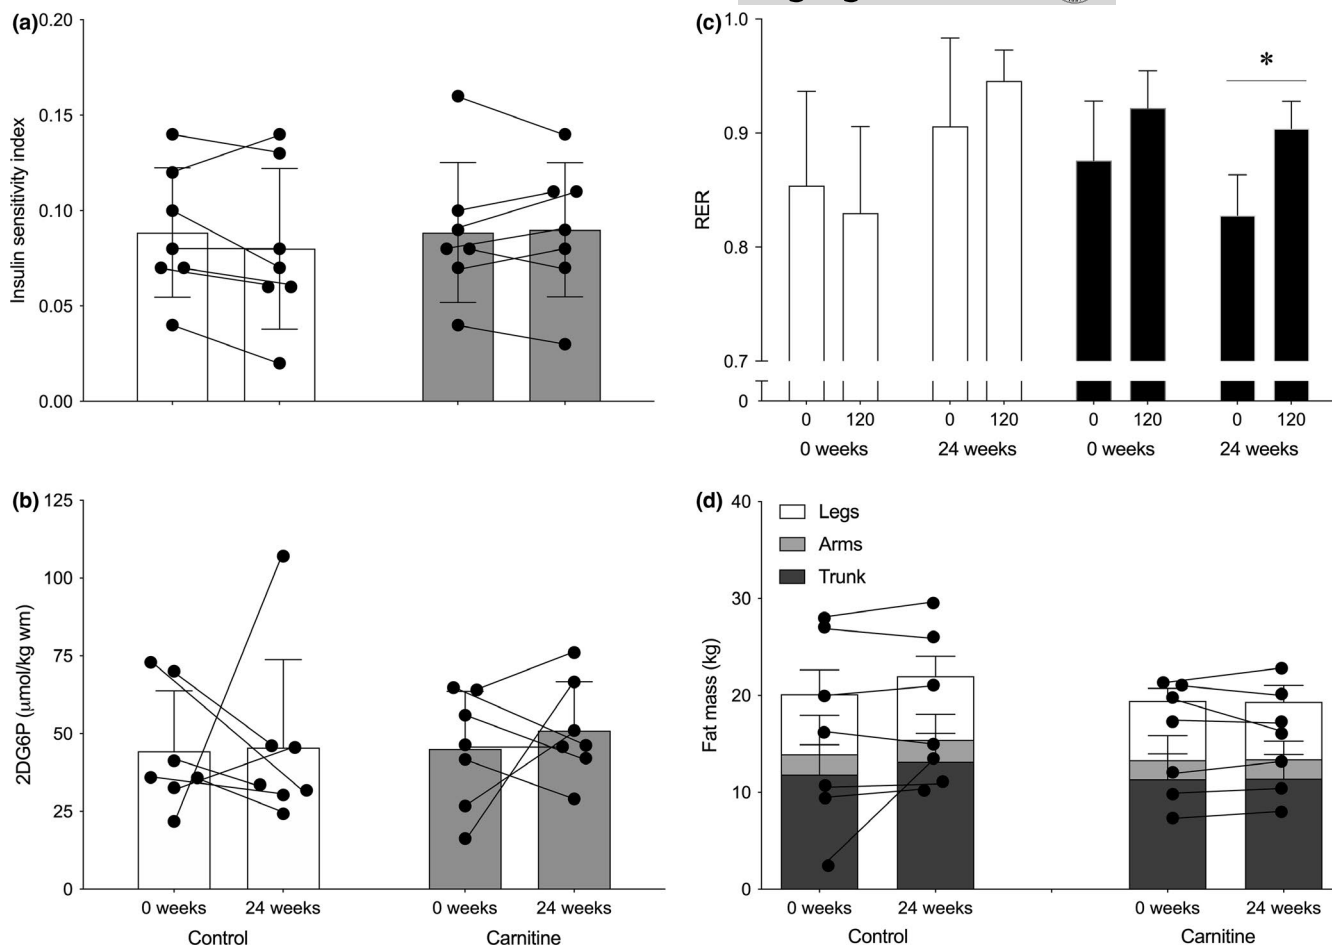 (a)
0.20
0.15
0.10
0.05
0.00
Insulin sensitivity index
(c)
1.0
0.9
0.8
0.7
0
RER
*
0 120 0 120 0 120 0 120
0 weeks 24 weeks 0 weeks 24 weeks
(b)
125
100
75
50
25
0
2DG6P (μmol/kg wm)
0 weeks 24 weeks 0 weeks 24 weeks
Control Carnitine
(d)
40
30
20
10
0
Fat mass (kg)
Legs
Arms
Trunk
0 weeks 24 weeks 0 weeks 24 weeks
Control Carnitine